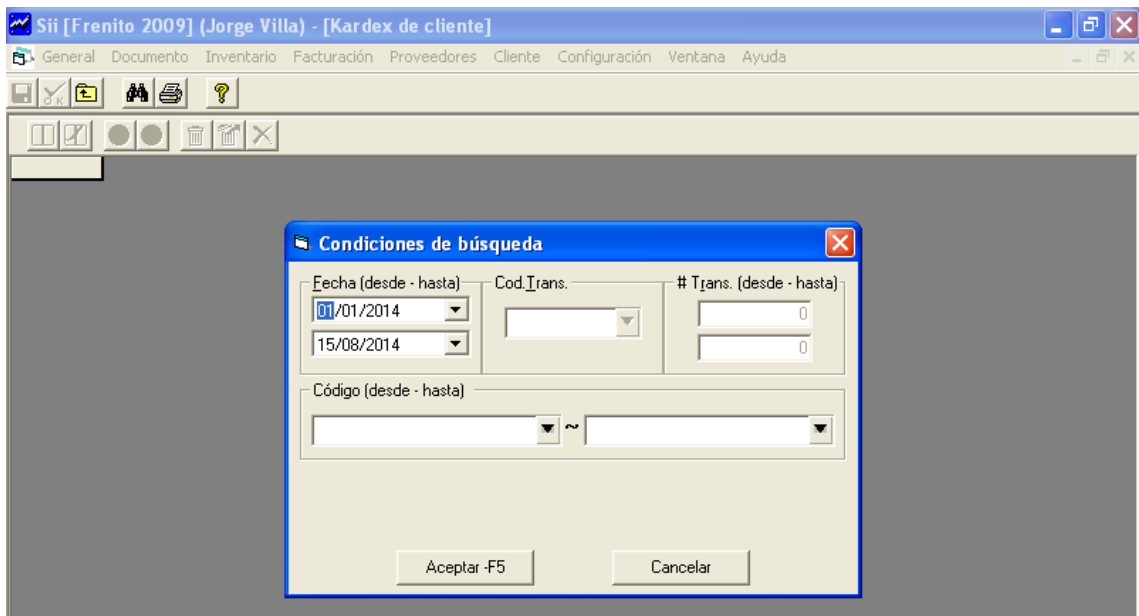 Sii [Frenito 2009] (Jorge Villa) - [Kardex de cliente]
General Documento Inventario Facturación Proveedores Cliente Configuración Ventana Ayuda
OK
Condiciones de búsqueda
Fecha (desde - hasta) Cod.Trans. # Trans. (desde - hasta)
01/01/2014 0
15/08/2014 0
Código (desde - hasta)
~
Aceptar -F5 Cancelar